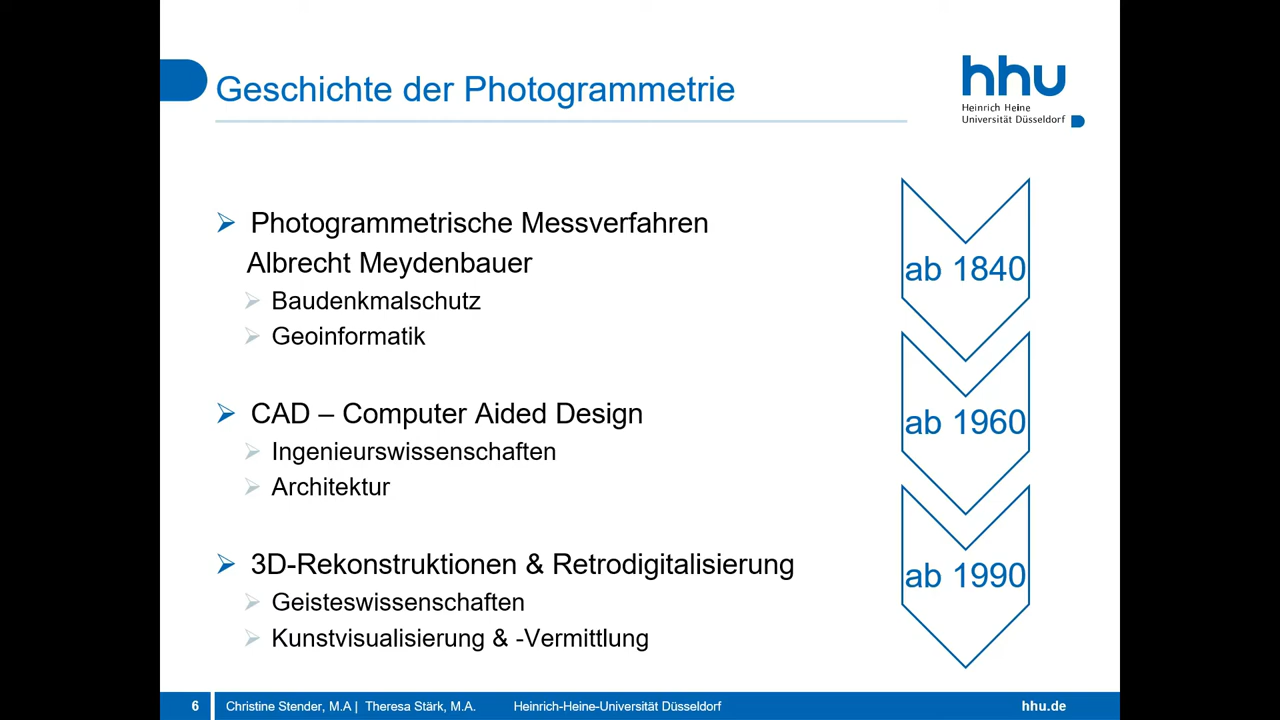 Geschichte der Photogrammetrie
hhu
Heinrich Heine
Universität Düsseldorf
Photogrammetrische Messverfahren
Albrecht Meydenbauer
Baudenkmalschutz
Geoinformatik
ab 1840
CAD – Computer Aided Design
Ingenieurswissenschaften
Architektur
ab 1960
3D-Rekonstruktionen & Retrodigitalisierung
Geisteswissenschaften
Kunstvisualisierung & -Vermittlung
ab 1990
6 Christine Stender, M.A | Theresa Stärk, M.A. Heinrich-Heine-Universität Düsseldorf hhu.de